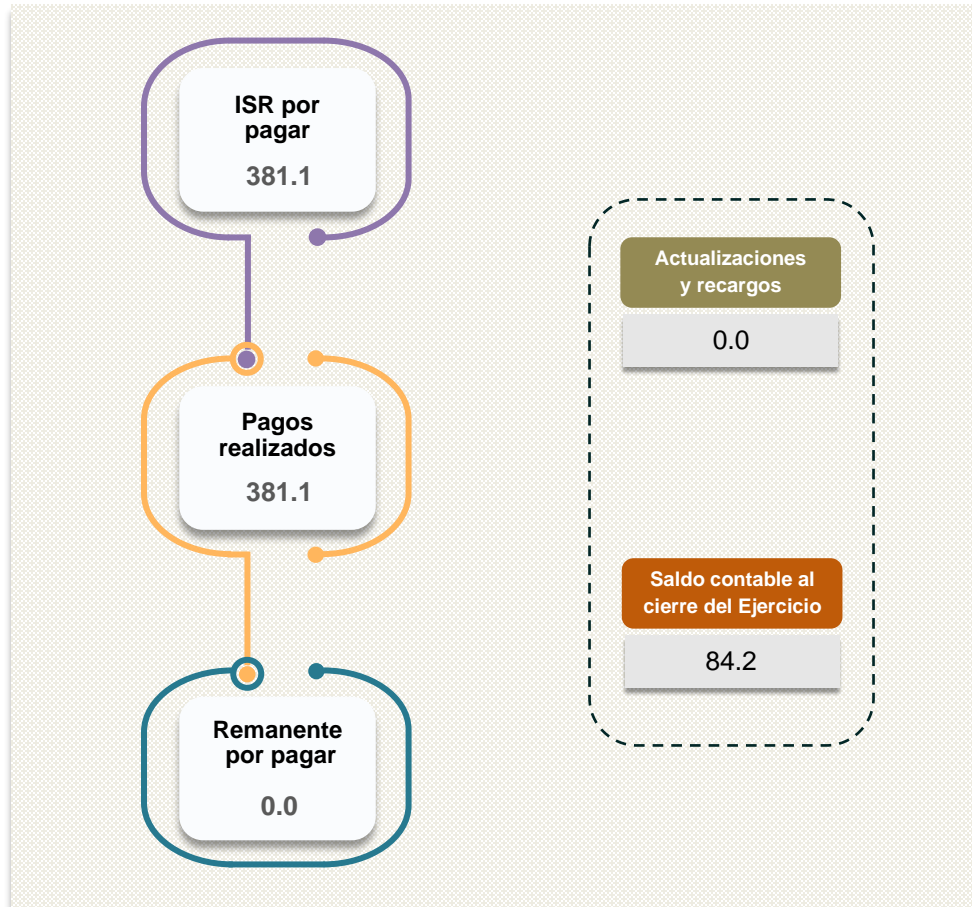 ISR por
pagar
381.1
Pagos
realizados
381.1
Remanente
por pagar
0.0
Actualizaciones
y recargos
0.0
Saldo contable al
cierre del Ejercicio
84.2